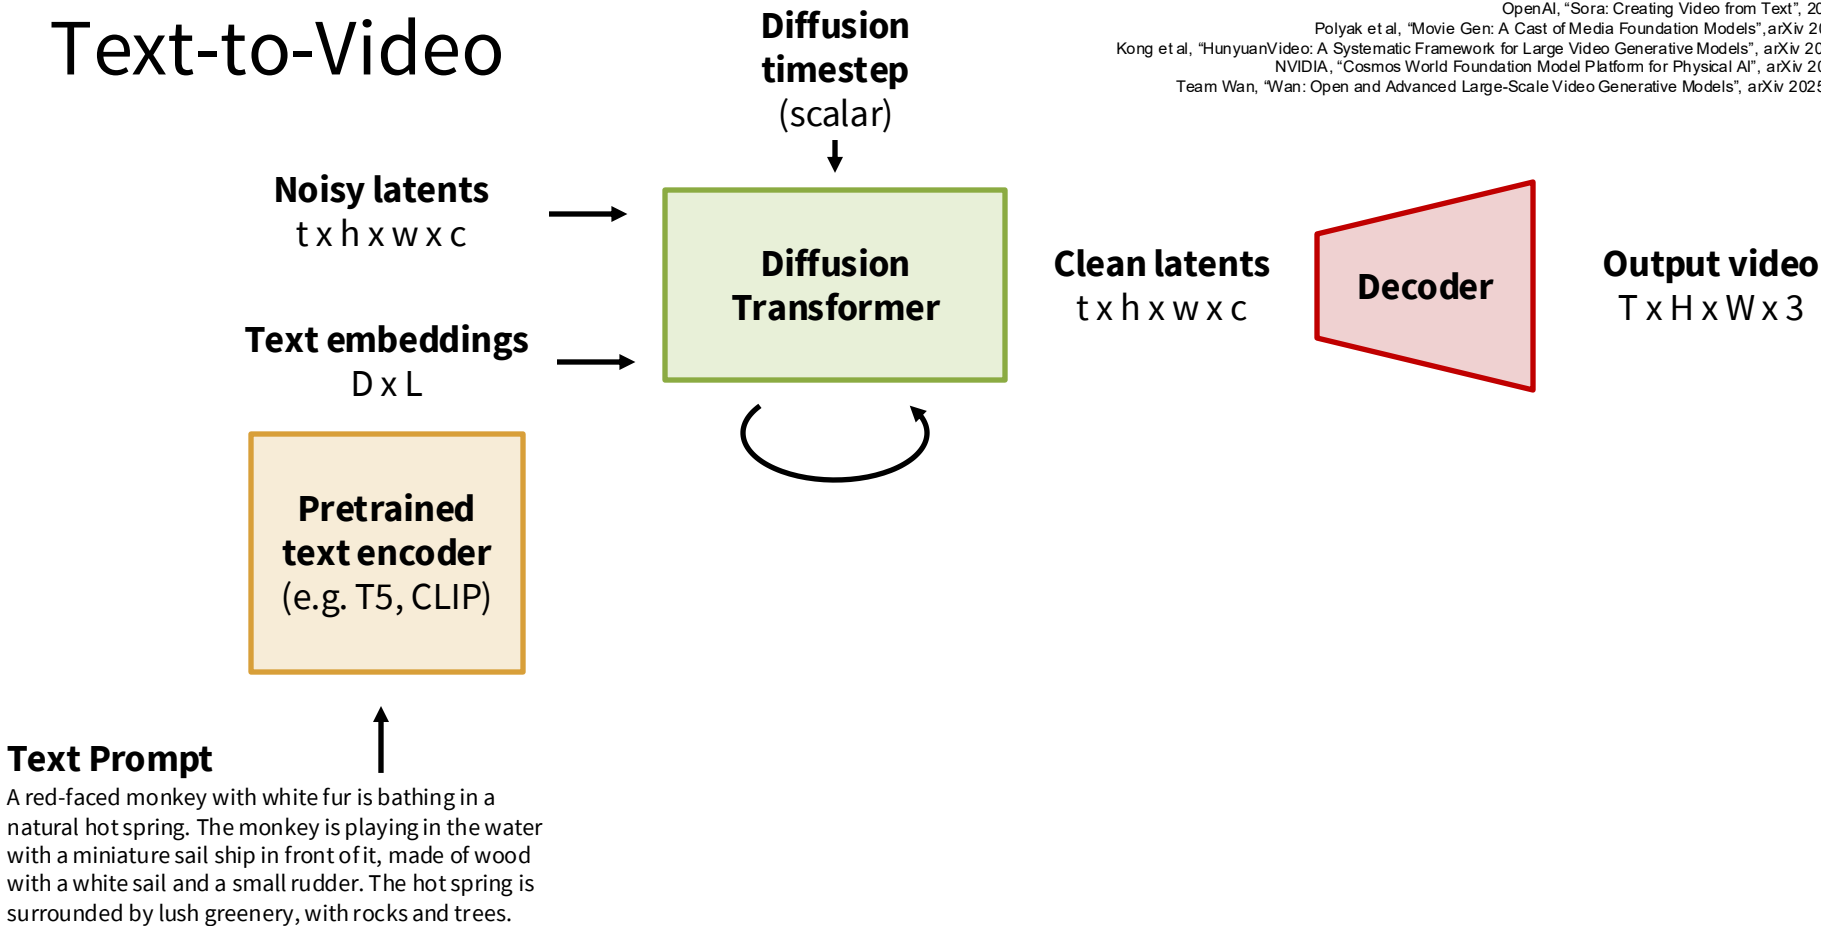 Text-to-Video
OpenAI, “Sora: Creating Video from Text”,
Polyak et al, “Movie Gen: A Cast of Media Foundation Models”, arXiv
Kong et al, “HunyuanVideo: A Systematic Framework for Large Video Generative Models”, arXiv
NVIDIA, “Cosmos World Foundation Model Platform for Physical AI”, arXiv
Team Wan, “Wan: Open and Advanced Large-Scale Video Generative Models”, arXiv 2025
Diffusion
timestep
(scalar)
Noisy latents
t x h x w x c
Text embeddings
D x L
Diffusion
Transformer
Clean latents
t x h x w x c
Decoder
Output video
T x H x W x 3
Pretrained
text encoder
(e.g. T5, CLIP)
Text Prompt
A red-faced monkey with white fur is bathing in a
natural hot spring. The monkey is playing in the water
with a miniature sail ship in front of it, made of wood
with a white sail and a small rudder. The hot spring is
surrounded by lush greenery, with rocks and trees.